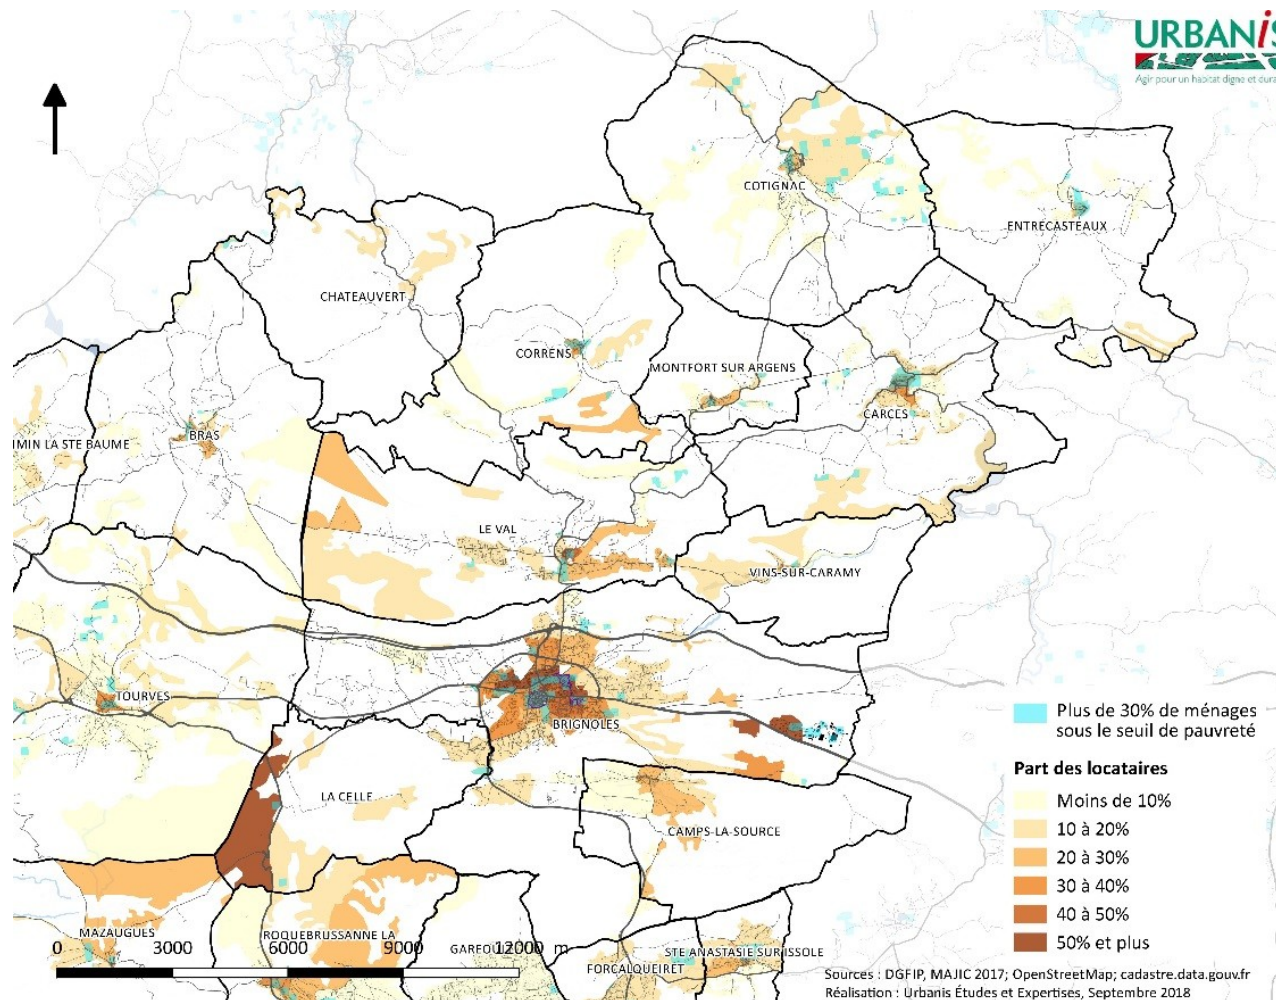 URBANiS
Agir pour un habitat digne et dura
COTIGNAC
ENTRECASTEAUX
CHATEAUVERT
CORRENS
MONTFORT SUR ARGENS
CARCES
IMIN LA STE BAUME
BRAS
LE VAL
VINS-SUR-CARAMY
TOURVES
BRIGNOLES
LA CELLE
CAMPS-LA-SOURCE
MAZAUGUES
ROQUEBRUSSANNE LA
STE ANASTASIE SUR ISSOLE
FORCALQUEIRET
0 3000 6000 9000 12000 m
Plus de 30% de ménages
sous le seuil de pauvreté
Part des locataires
Moins de 10%
10 à 20%
20 à 30%
30 à 40%
40 à 50%
50% et plus
Sources : DGFIP, MAJIC 2017; OpenStreetMap; cadastre.data.gouv.fr
Réalisation : Urbanis Études et Expertises, Septembre 2018